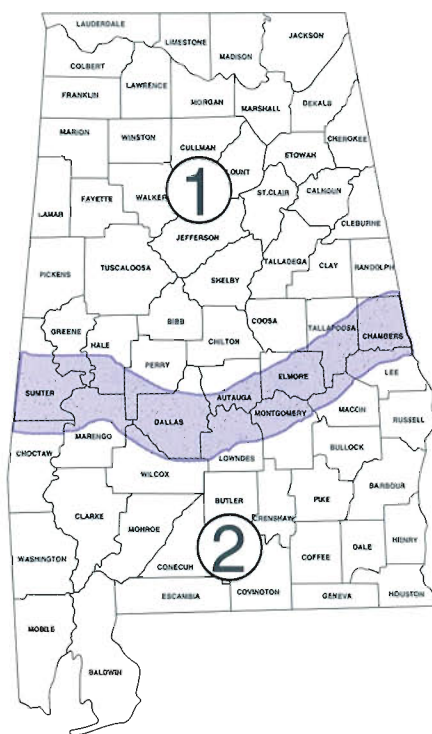 LAUDERDALE
LIMESTONE
MADISON
JACKSON
COLBERT
LAWRENCE
FRANKLIN
MORGAN
MARSHALL
DEKALB
MARION
WINSTON
CULLMAN
CHEROKEE
ETOWAH
LOUNT
1
WALKER
ST.CLAIR
CALHOUN
LAMAR
FAYETTE
CLEBURNE
JEFFERSON
TALLADEGA
CLAY
RANDOLPH
PICKENS
TUSCALOOSA
SHELBY
BIBB
COOSA
TALLAPOOSA
CHAMBERS
GREENE
HALE
CHILTON
PERRY
ELMORE
LEE
SUMTER
AUTAUGA
DALLAS
MONTGOMERY
MACCIN
RUSSELL
CHOCTAW
MARENGO
LOWNDES
BULLOCK
WILCOX
BARBOUR
CLARKE
BUTLER
PIKE
MONROE
CRENSHAW
2
HENRY
WASHINGTON
COFFEE
DALE
CONECUH
COVINGTON
ESCAMBIA
GENEVA
HOUSTON
MOBILE
BALDWIN